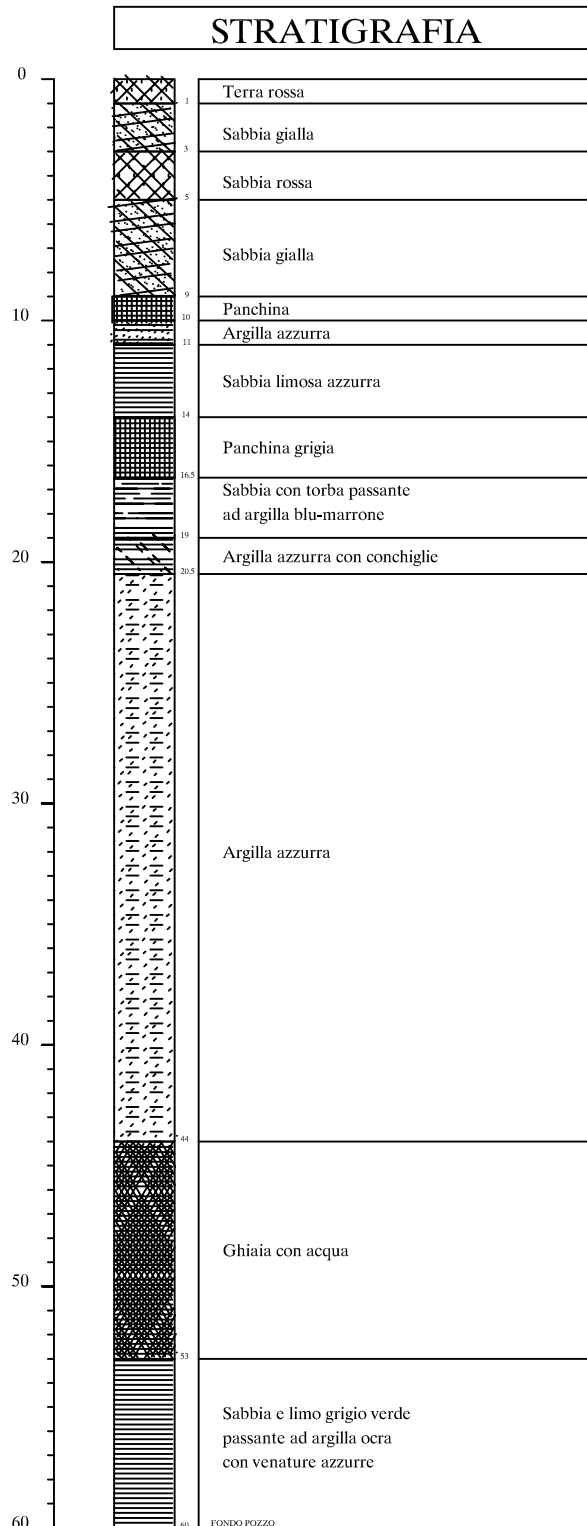 STRATIGRAFIA
0
Terra rossa
1
Sabbia gialla
3
Sabbia rossa
5
Sabbia gialla
9
Panchina
10
10
Argilla azzurra
11
Sabbia limosa azzurra
14
Panchina grigia
16.5
Sabbia con torba passante
ad argilla blu-marrone
19
20
Argilla azzurra con conchiglie
20.5
30
Argilla azzurra
40
44
Ghiaia con acqua
50
53
Sabbia e limo grigio verde
passante ad argilla ocra
con venature azzurre
60
60
FONDO POZZO